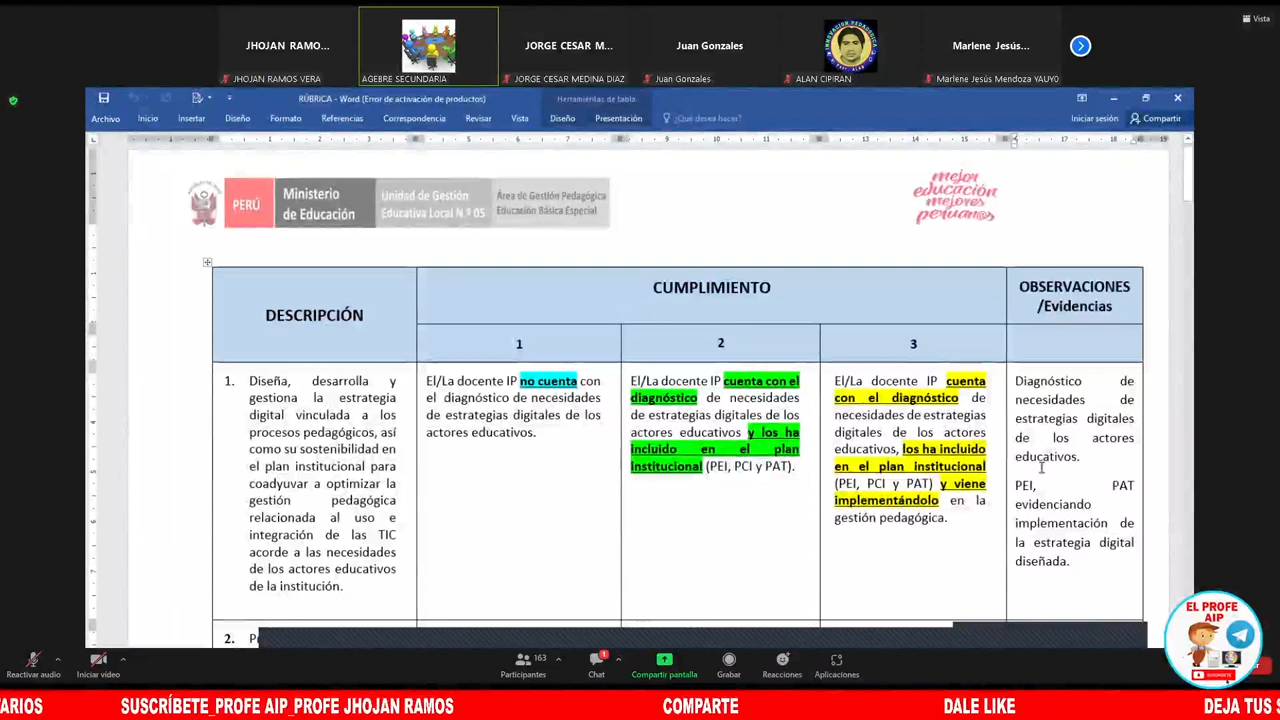 Vista
JHOJAN RAMO...
JORGE CESAR M...
Juan Gonzales
Marlene Jesús...
JHOJAN RAMOS VERA
AGEBRE SECUNDARIA
JORGE CESAR MEDINA DIAZ
Juan Gonzales
ALAN CIPIRAN
Marlene Jesús Mendoza YAUYO
RÚBRICA - Word (Error de activación de productos)
Herramientas de tabla
Archivo Inicio Insertar Diseño Formato Referencias Correspondencia Revisar Vista Diseño Presentación ¿Qué desea hacer? Iniciar sesión Compartir
PERÚ
Ministerio
de Educación
Unidad de Gestión
Educativa Local N.º 05
Área de Gestión Pedagógica
Educación Básica Especial
mejor
educación
mejores
peruan@s
DESCRIPCIÓN
CUMPLIMIENTO
OBSERVACIONES
/Evidencias
1
2
3
1. Diseña, desarrolla y
gestiona la estrategia
digital vinculada a los
procesos pedagógicos, así
como su sostenibilidad en
el plan institucional para
coadyuvar a optimizar la
gestión pedagógica
relacionada al uso e
integración de las TIC
acorde a las necesidades
de los actores educativos
de la institución.
El/La docente IP no cuenta con
el diagnóstico de necesidades
de estrategias digitales de los
actores educativos.
El/La docente IP cuenta con el
diagnóstico de necesidades
de estrategias digitales de los
actores educativos y los ha
incluido en el plan
institucional (PEI, PCI y PAT).
El/La docente IP cuenta
con el diagnóstico de
necesidades de estrategias
digitales de los actores
educativos, los ha incluido
en el plan institucional
(PEI, PCI y PAT) y viene
implementándolo en la
gestión pedagógica.
Diagnóstico de
necesidades de
estrategias digitales
de los actores
educativos.
PEI, PAT
evidenciando
implementación de
la estrategia digital
diseñada.
2.
EL PROFE
AIP
Reactivar audio
Iniciar video
163
Participantes
1
Chat
Compartir pantalla
Grabar
Reacciones
Aplicaciones
TARIOS SUSCRÍBETE_PROFE AIP_PROFE JHOJAN RAMOS COMPARTE DALE LIKE DEJA TUS S